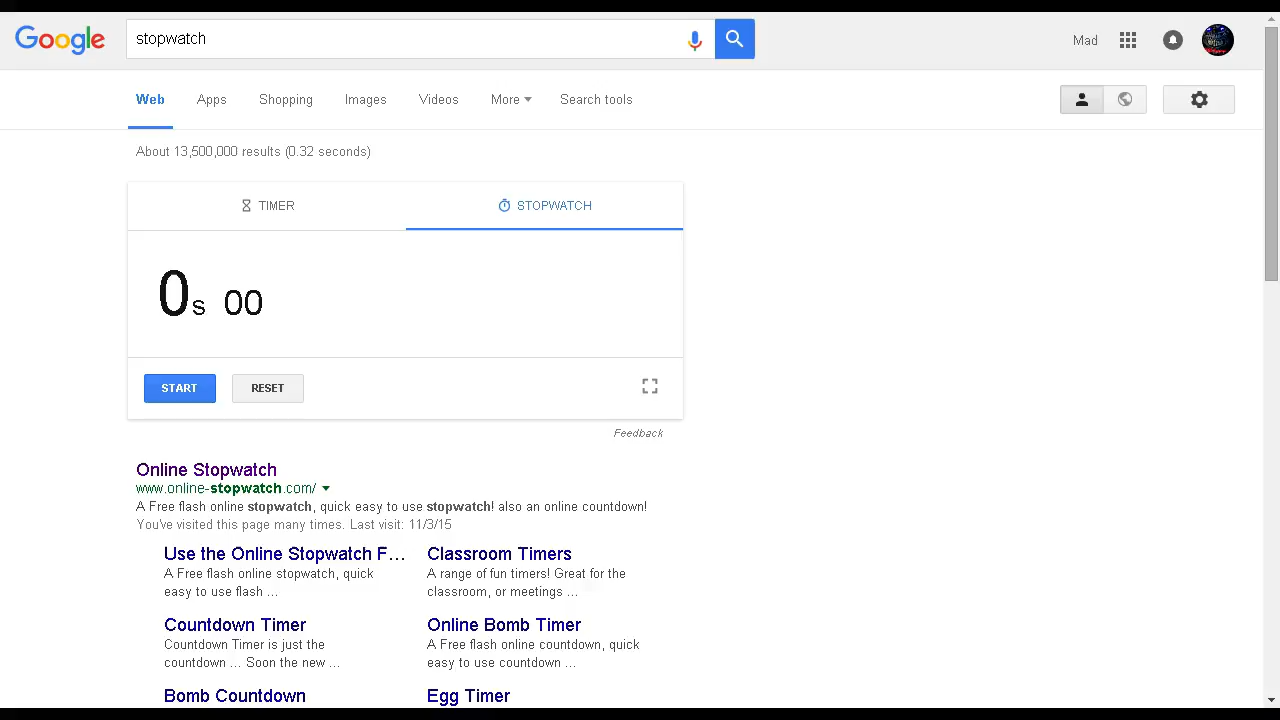 Google stopwatch Mad
Web Apps Shopping Images Videos More Search tools
About 13,500,000 results (0.32 seconds)
TIMER STOPWATCH
0s 00
START RESET
Feedback
Online Stopwatch
www.online-stopwatch.com/
A Free flash online stopwatch, quick easy to use stopwatch! also an online countdown!
You've visited this page many times. Last visit: 11/3/15
Use the Online Stopwatch F... Classroom Timers
A Free flash online stopwatch, quick A range of fun timers! Great for the
easy to use flash ... classroom, or meetings ...
Countdown Timer Online Bomb Timer
Countdown Timer is just the A Free flash online countdown, quick
countdown ... Soon the new ... easy to use countdown ...
Bomb Countdown Egg Timer